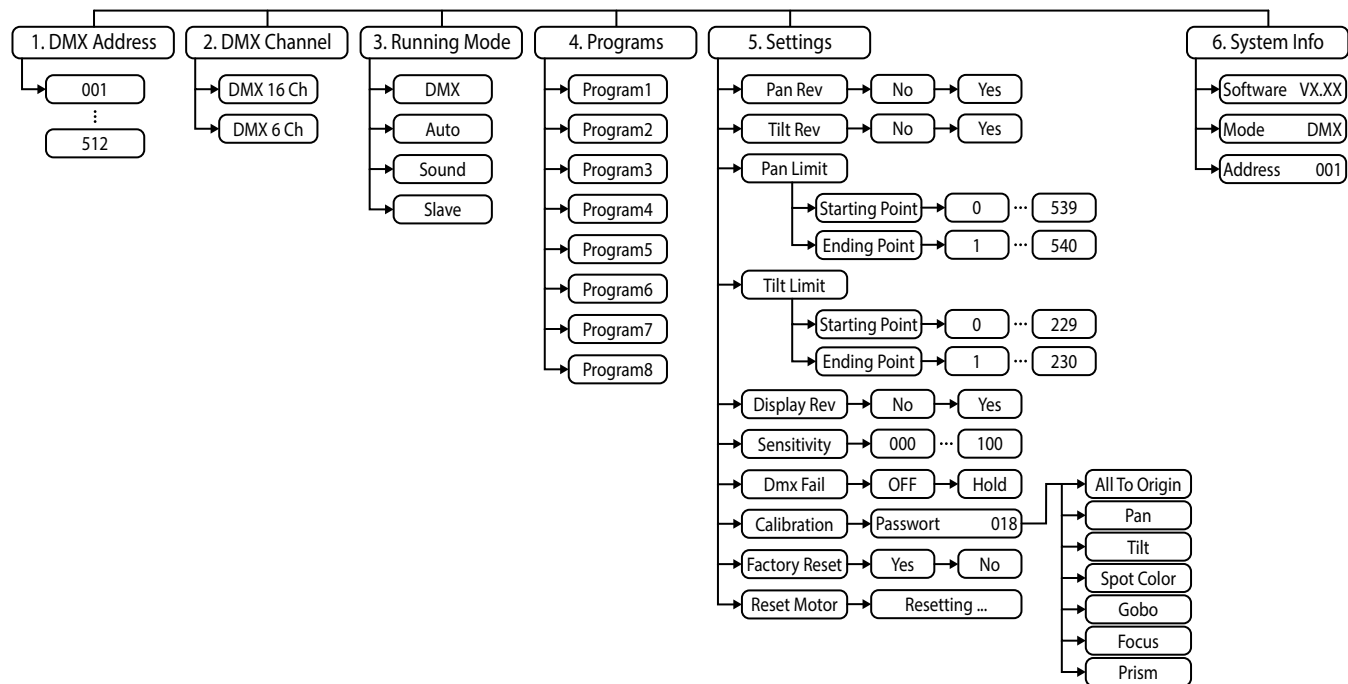 1. DMX Address
001
⋮
512
2. DMX Channel
DMX 16 Ch
DMX 6 Ch
3. Running Mode
DMX
Auto
Sound
Slave
4. Programs
Program1
Program2
Program3
Program4
Program5
Program6
Program7
Program8
5. Settings
Pan Rev No Yes
Tilt Rev No Yes
Pan Limit
Starting Point 0 ... 539
Ending Point 1 ... 540
Tilt Limit
Starting Point 0 ... 229
Ending Point 1 ... 230
Display Rev No Yes
Sensitivity 000 ... 100
Dmx Fail OFF Hold
Calibration Passwort 018
All To Origin
Pan
Tilt
Spot Color
Gobo
Focus
Prism
Factory Reset Yes No
Reset Motor Resetting ...
6. System Info
Software VX.XX
Mode DMX
Address 001